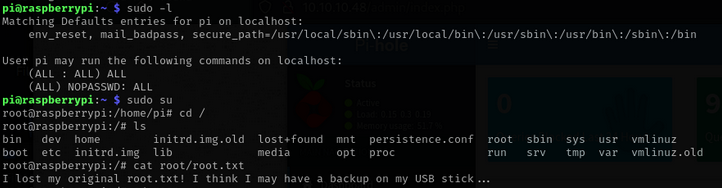 pi@raspberrypi:~ $ sudo -l
Matching Defaults entries for pi on localhost:
    env_reset, mail_badpass, secure_path=/usr/local/sbin\:/usr/local/bin\:/usr/sbin\:/usr/bin\:/sbin\:/bin

User pi may run the following commands on localhost:
    (ALL : ALL) ALL
    (ALL) NOPASSWD: ALL
pi@raspberrypi:~ $ sudo su
root@raspberrypi:/home/pi# cd /
root@raspberrypi:/# ls
bin   dev  home        initrd.img.old  lost+found  mnt  persistence.conf  root  sbin  sys  usr  vmlinuz
boot  etc  initrd.img  lib             media       opt  proc              run   srv   tmp  var  vmlinuz.old
root@raspberrypi:/# cat root/root.txt
I lost my original root.txt! I think I may have a backup on my USB stick...
Status